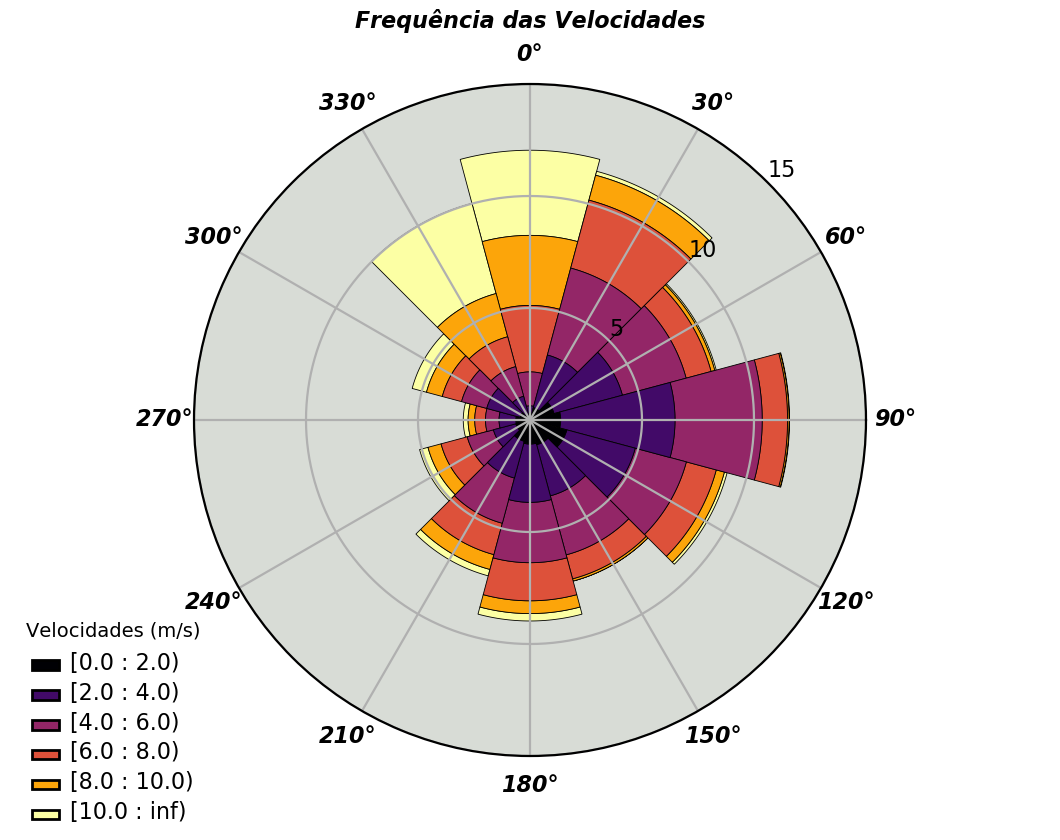 Frequência das Velocidades
0°
330°
30°
15
300°
60°
10
5
270°
90°
240°
120°
210°
150°
180°
Velocidades (m/s)
[0.0 : 2.0)
[2.0 : 4.0)
[4.0 : 6.0)
[6.0 : 8.0)
[8.0 : 10.0)
[10.0 : inf)